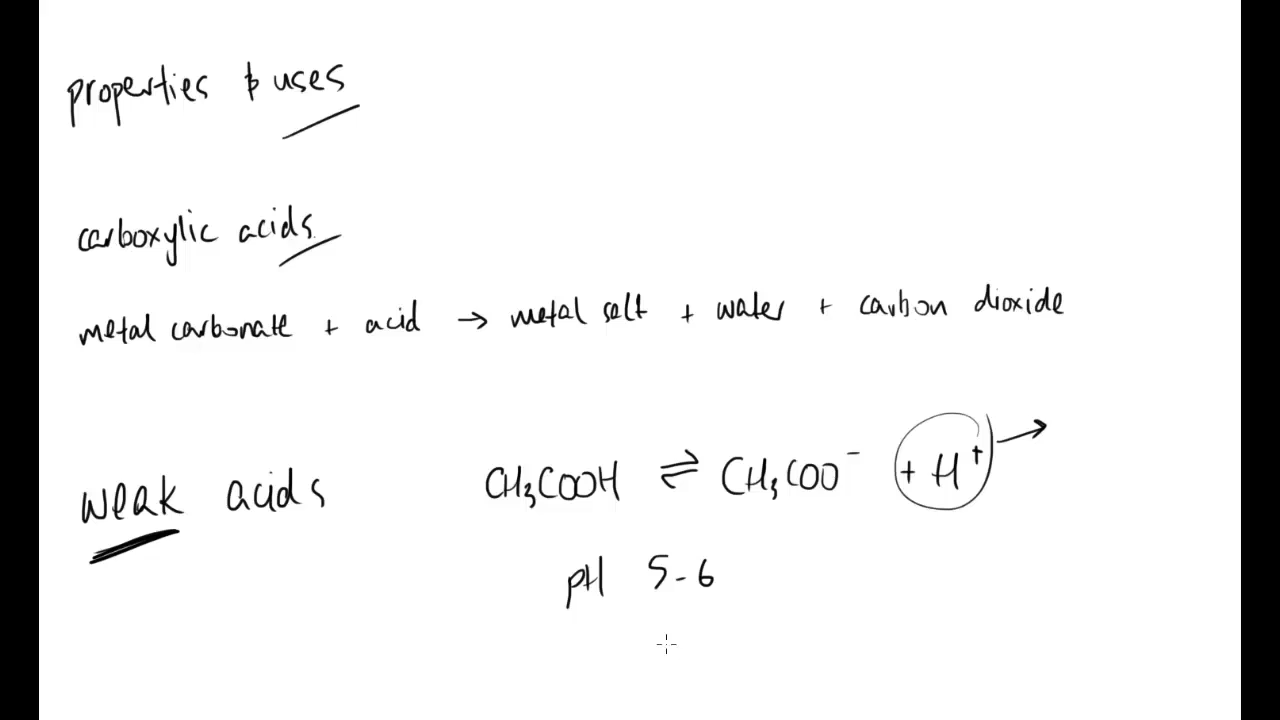 properties & uses
carboxylic acids
metal carbonate + acid → metal salt + water + carbon dioxide
weak acids CH₃COOH ⇌ CH₃COO⁻ + H⁺ →
pH 5-6